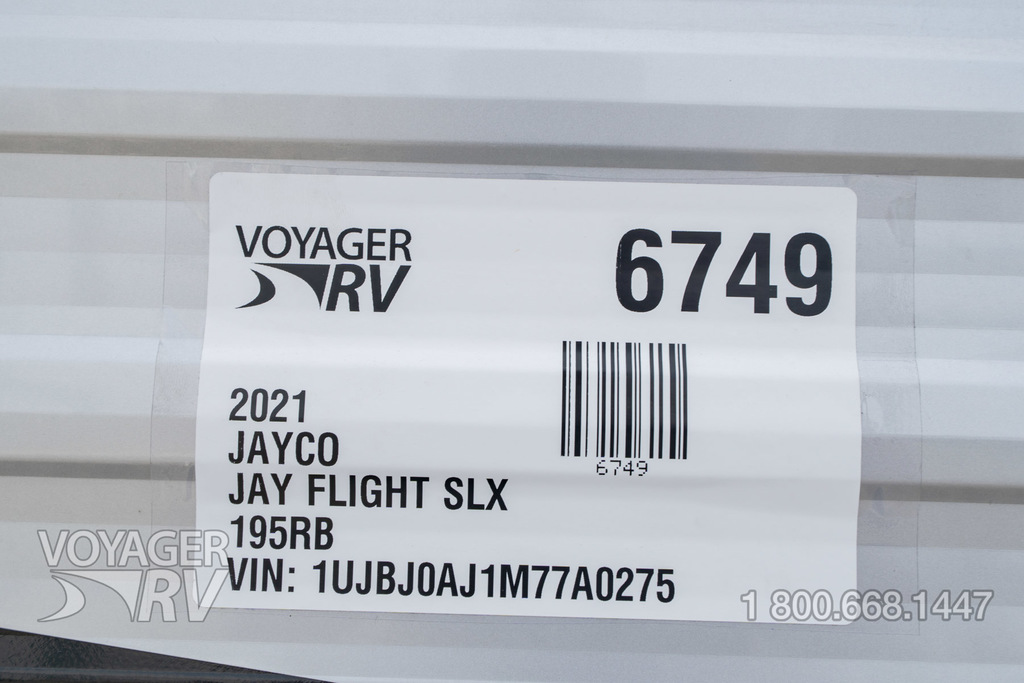 VOYAGER
RV
6749
6749
2021
JAYCO
JAY FLIGHT SLX
195RB
VIN: 1UJBJ0AJ1M77A0275
VOYAGER
RV
1 800.668.1447